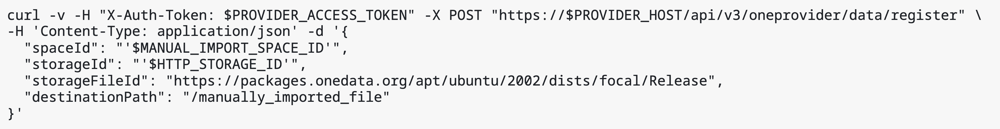 curl -v -H "X-Auth-Token: $PROVIDER_ACCESS_TOKEN" -X POST "https://$PROVIDER_HOST/api/v3/oneprovider/data/register" \
-H 'Content-Type: application/json' -d '{
  "spaceId": "'$MANUAL_IMPORT_SPACE_ID'",
  "storageId": "'$HTTP_STORAGE_ID'",
  "storageFileId": "https://packages.onedata.org/apt/ubuntu/2002/dists/focal/Release",
  "destinationPath": "/manually_imported_file"
}'